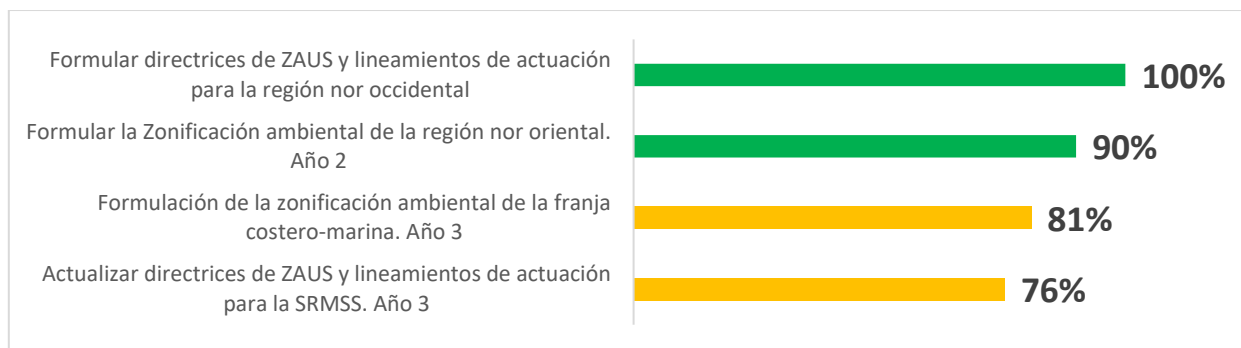 Formular directrices de ZAUS y lineamientos de actuación
para la región nor occidental
100%
Formular la Zonificación ambiental de la región nor oriental.
Año 2
90%
Formulación de la zonificación ambiental de la franja
costero-marina. Año 3
81%
Actualizar directrices de ZAUS y lineamientos de actuación
para la SRMSS. Año 3
76%